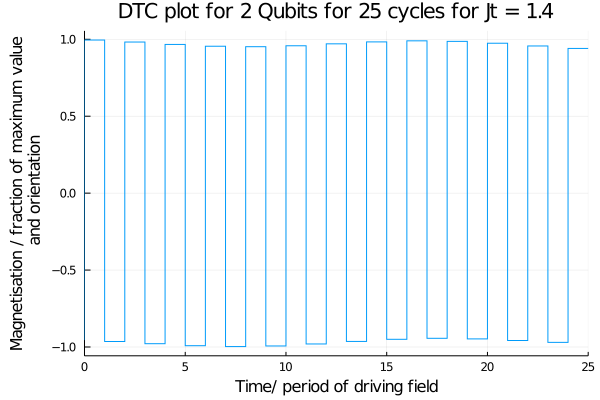 DTC plot for 2 Qubits for 25 cycles for Jt = 1.4
Magnetisation / fraction of maximum value
and orientation
1.0
0.5
0.0
−0.5
−1.0
0 5 10 15 20 25
Time/ period of driving field